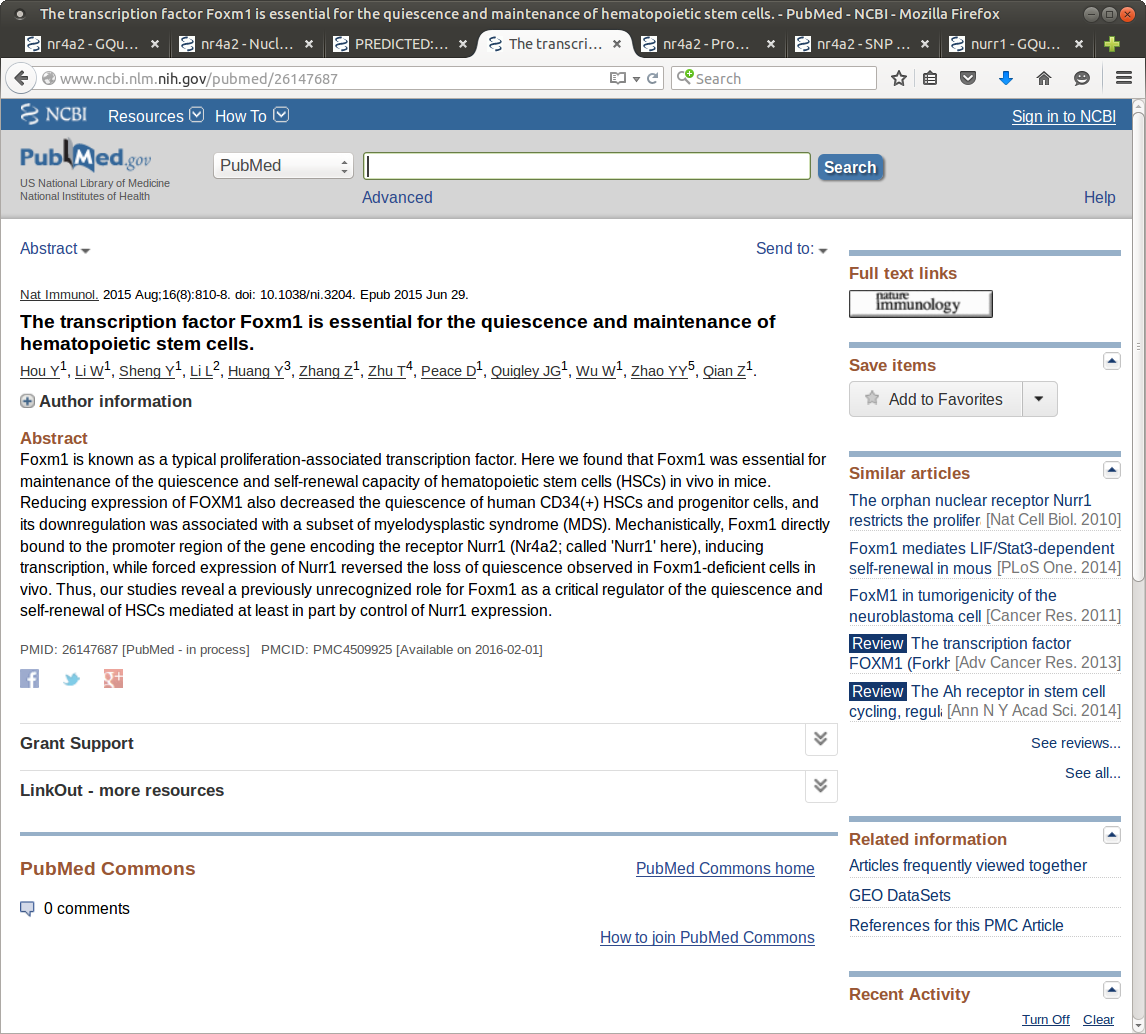 The transcription factor Foxm1 is essential for the quiescence and maintenance of hematopoietic stem cells. - PubMed - NCBI - Mozilla Firefox
nr4a2 - GQu... nr4a2 - Nucl... PREDICTED:... The transcri... nr4a2 - Pro... nr4a2 - SNP ... nurr1 - GQu...
www.ncbi.nlm.nih.gov/pubmed/26147687 Search
NCBI Resources How To Sign in to NCBI
PubMed.gov
US National Library of Medicine
National Institutes of Health
PubMed Search
Advanced Help
Abstract Send to:
Nat Immunol. 2015 Aug;16(8):810-8. doi: 10.1038/ni.3204. Epub 2015 Jun 29.
The transcription factor Foxm1 is essential for the quiescence and maintenance of
hematopoietic stem cells.
Hou Y1, Li W1, Sheng Y1, Li L2, Huang Y3, Zhang Z1, Zhu T4, Peace D1, Quigley JG1, Wu W1, Zhao YY5, Qian Z1.
Author information
Abstract
Foxm1 is known as a typical proliferation-associated transcription factor. Here we found that Foxm1 was essential for
maintenance of the quiescence and self-renewal capacity of hematopoietic stem cells (HSCs) in vivo in mice.
Reducing expression of FOXM1 also decreased the quiescence of human CD34(+) HSCs and progenitor cells, and
its downregulation was associated with a subset of myelodysplastic syndrome (MDS). Mechanistically, Foxm1 directly
bound to the promoter region of the gene encoding the receptor Nurr1 (Nr4a2; called 'Nurr1' here), inducing
transcription, while forced expression of Nurr1 reversed the loss of quiescence observed in Foxm1-deficient cells in
vivo. Thus, our studies reveal a previously unrecognized role for Foxm1 as a critical regulator of the quiescence and
self-renewal of HSCs mediated at least in part by control of Nurr1 expression.
PMID: 26147687 [PubMed - in process] PMCID: PMC4509925 [Available on 2016-02-01]
Grant Support
LinkOut - more resources
PubMed Commons PubMed Commons home
0 comments
How to join PubMed Commons
Full text links
nature
immunology
Save items
Add to Favorites
Similar articles
The orphan nuclear receptor Nurr1
restricts the prolifer [Nat Cell Biol. 2010]
Foxm1 mediates LIF/Stat3-dependent
self-renewal in mous [PLoS One. 2014]
FoxM1 in tumorigenicity of the
neuroblastoma cell [Cancer Res. 2011]
Review The transcription factor
FOXM1 (Forkh [Adv Cancer Res. 2013]
Review The Ah receptor in stem cell
cycling, regula [Ann N Y Acad Sci. 2014]
See reviews...
See all...
Related information
Articles frequently viewed together
GEO DataSets
References for this PMC Article
Recent Activity
Turn Off Clear